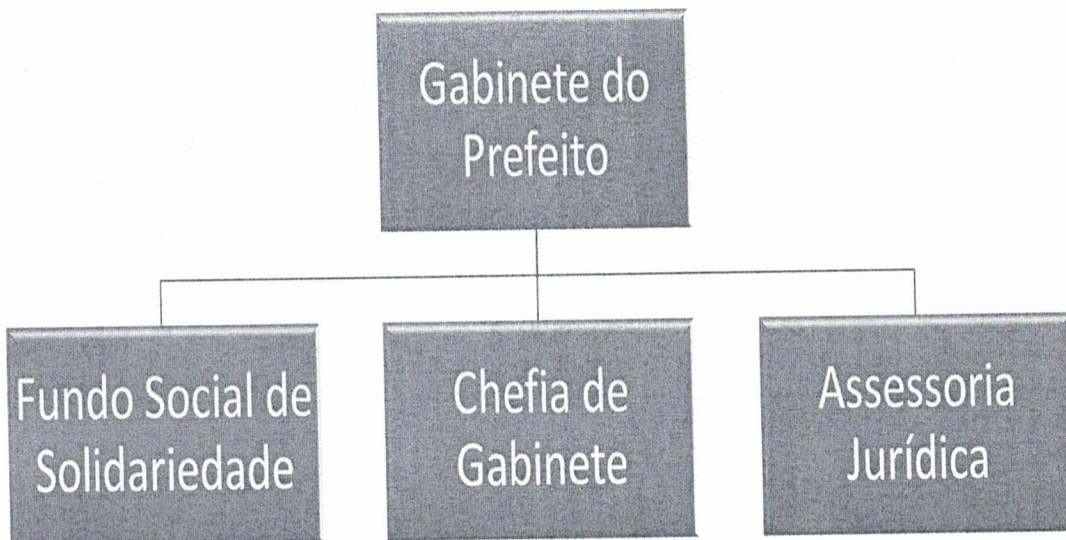 Gabinete do
Prefeito
Fundo Social de
Solidariedade
Chefia de
Gabinete
Assessoria
Jurídica